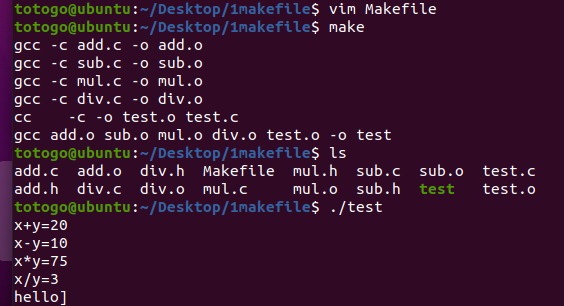 totogo@ubuntu:~/Desktop/1makefile$ vim Makefile
totogo@ubuntu:~/Desktop/1makefile$ make
gcc -c add.c -o add.o
gcc -c sub.c -o sub.o
gcc -c mul.c -o mul.o
gcc -c div.c -o div.o
cc    -c -o test.o test.c
gcc add.o sub.o mul.o div.o test.o -o test
totogo@ubuntu:~/Desktop/1makefile$ ls
add.c  add.o  div.h  Makefile  mul.h  sub.c  sub.o  test.c
add.h  div.c  div.o  mul.c     mul.o  sub.h  test   test.o
totogo@ubuntu:~/Desktop/1makefile$ ./test
x+y=20
x-y=10
x*y=75
x/y=3
hello]